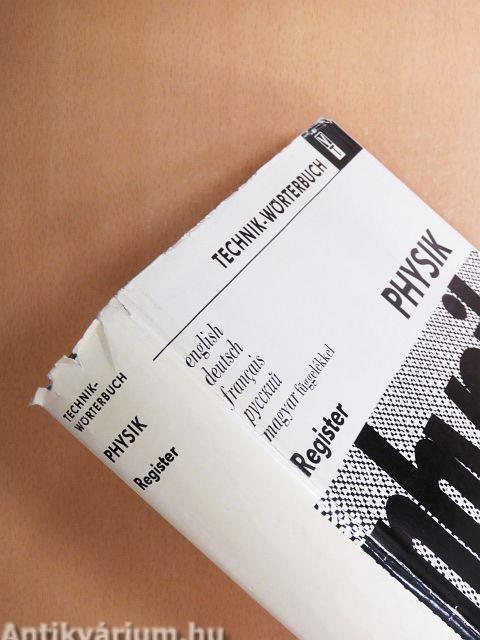 TECHNIK-WÖRTERBUCH
PHYSIK
english
deutsch
français
русский
magyar függelékkel
Register
TECHNIK-
WÖRTERBUCH
PHYSIK
Register
Antikvárium.hu